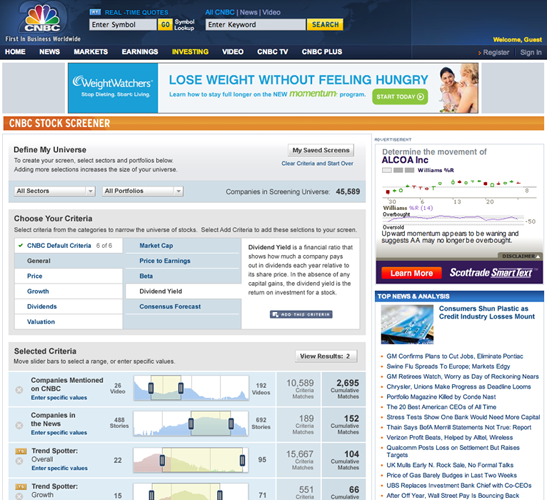 REAL -TIME QUOTES
All CNBC | News | Video
Enter Symbol
GO
Symbol Lookup
Enter Keyword
SEARCH
CNBC
First In Business Worldwide
Welcome, Guest
HOME NEWS MARKETS EARNINGS INVESTING VIDEO CNBC TV CNBC PLUS
Register
Sign In
WeightWatchers
Stop Dieting. Start Living.
LOSE WEIGHT WITHOUT FEELING HUNGRY
Learn how to stay full longer on the NEW momentum program.
START TODAY
CNBC STOCK SCREENER
Define My Universe
My Saved Screens
To create your screen, select sectors and portfolios below.
Adding more selections increases the size of your universe.
Clear Criteria and Start Over
All Sectors
All Portfolios
Companies in Screening Universe: 45,589
Choose Your Criteria
Select criteria from the categories to narrow the universe of stocks. Select Add Criteria to add these selections to your screen.
CNBC Default Criteria 6 of 6
General
Price
Growth
Dividends
Valuation
Market Cap
Price to Earnings
Beta
Dividend Yield
Consensus Forecast
Dividend Yield is a financial ratio that
shows how much a company pays
out in dividends each year relative to
its share price. In the absence of any
capital gains, the dividend yield is the
return on investment for a stock.
ADD THIS CRITERIA
Selected Criteria
Move slider bars to select a range, or enter specific values.
View Results: 2
Companies Mentioned
on CNBC
Enter specific values
26
Video
192
Videos
10,589
Criteria
Matches
2,695
Cumulative
Matches
Companies in
the News
Enter specific values
488
Stories
692
Stories
189
Criteria
Matches
152
Cumulative
Matches
Trend Spotter:
Overall
Enter specific values
22
95
15,667
Criteria
Matches
104
Cumulative
Matches
Trend Spotter:
Growth
Enter specific values
15
71
551
Criteria
Matches
66
Cumulative
Matches
ADVERTISEMENT
Determine the movement of
ALCOA Inc
Williams %R
30 6 13 20 27
Williams %R (14)
Overbought
-50
Oversold
Upward momentum appears to be waning and
suggests AA may no longer be overbought.
DISCLAIMER
Learn More
Scottrade SmartText
TOP NEWS & ANALYSIS
Consumers Shun Plastic as
Credit Industry Losses Mount
GM Confirms Plans to Cut Jobs, Eliminate Pontiac
Swine Flu Spreads To Europe; Markets Edgy
GM Retirees Watch, Worry as Day of Reckoning Nears
Chrysler, Unions Make Progress as Deadline Looms
Portfolio Magazine Killed by Conde Nast
The 20 Best American CEOs of All Time
Stress Tests Show One Bank Would Need More Capital
Thain Says BofA Merrill Statements Not True: Report
Verizon Profit Beats, Helped by Alltel, Wireless
Qualcomm Posts Loss on Settlement But Raises
Targets
UK Mulls Early N. Rock Sale, No Formal Talks
Price of Gas Barely Budges in Last Two Weeks
UBS Replaces Investment Bank Chief with Co-CEOs
After Off Year, Wall Street Pay is Bouncing Back